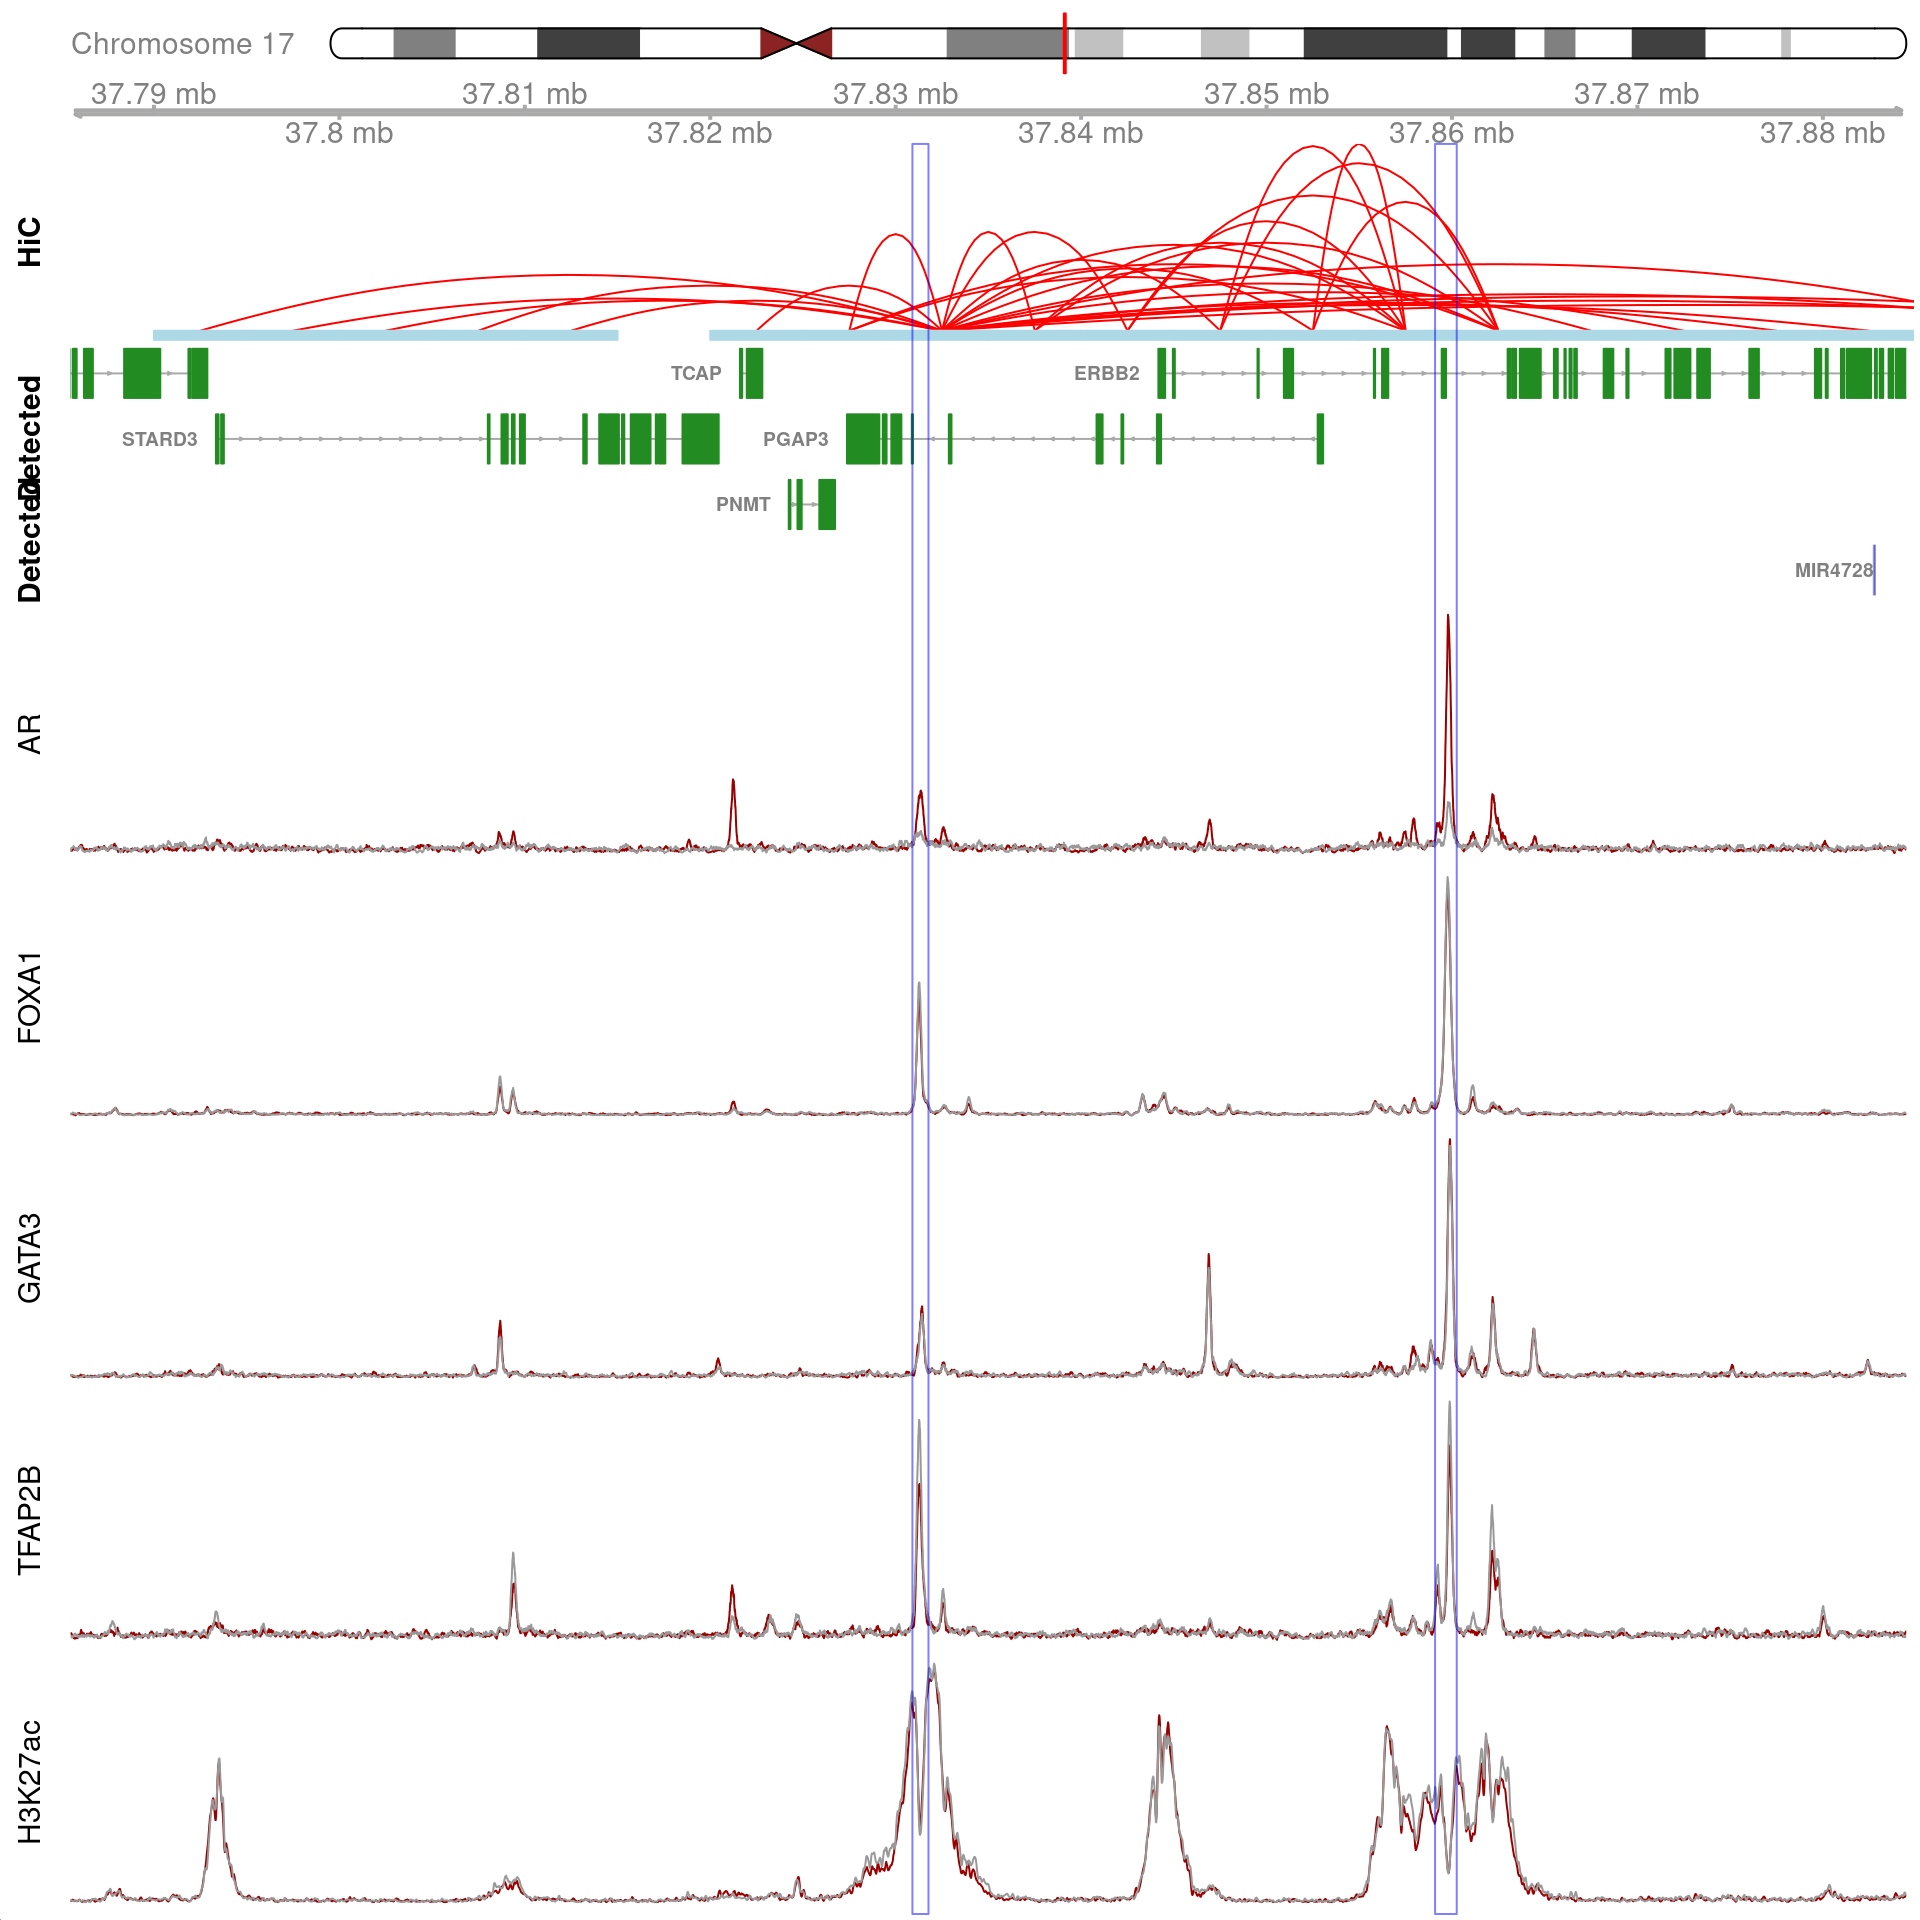 Chromosome 17
37.79 mb 37.81 mb 37.83 mb 37.85 mb 37.87 mb
37.8 mb 37.82 mb 37.84 mb 37.86 mb 37.88 mb
HiC
TCAP ERBB2
Detected
STARD3 PGAP3
PNMT
Detected
MIR4728
AR
FOXA1
GATA3
TFAP2B
H3K27ac